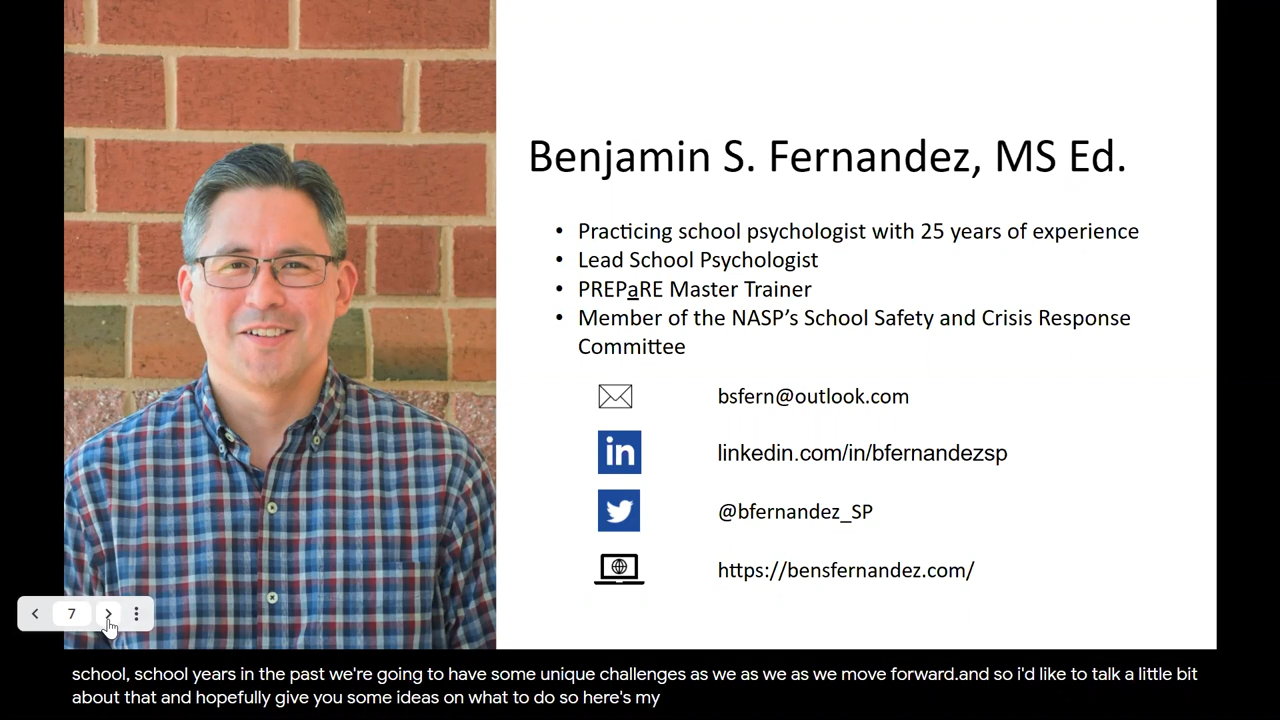 Benjamin S. Fernandez, MS Ed.
• Practicing school psychologist with 25 years of experience
• Lead School Psychologist
• PREPaRE Master Trainer
• Member of the NASP’s School Safety and Crisis Response
Committee
bsfern@outlook.com
in
linkedin.com/in/bfernandezsp
@bfernandez_SP
https://bensfernandez.com/
7
school, school years in the past we're going to have some unique challenges as we as we as we move forward.and so i'd like to talk a little bit
about that and hopefully give you some ideas on what to do so here's my